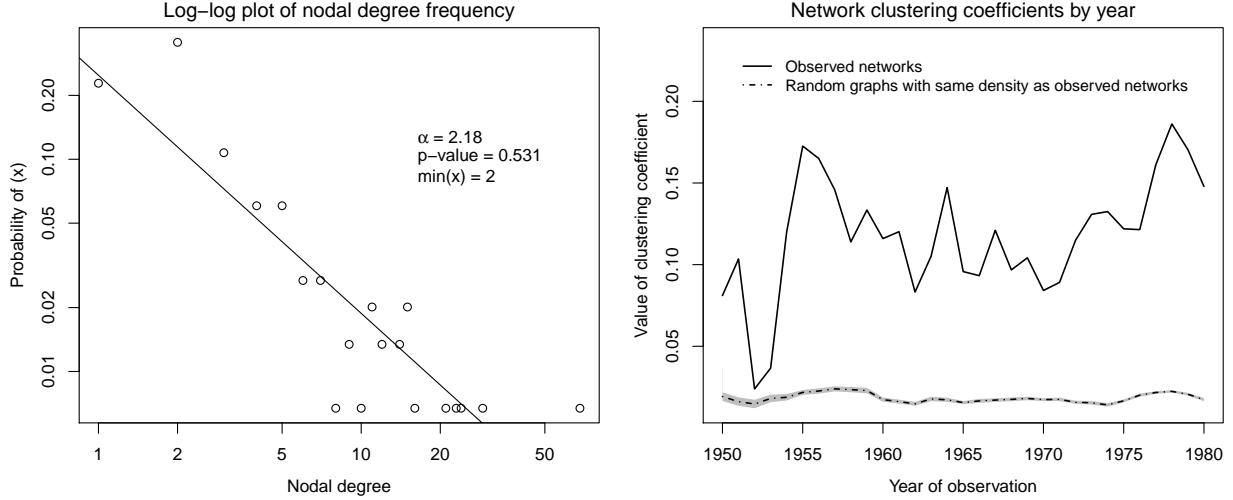 Log−log plot of nodal degree frequency
0.20
0.10
0.05
0.02
0.01
Probability of (x)
α = 2.18
p−value = 0.531
min(x) = 2
1 2 5 10 20 50
Nodal degree
Network clustering coefficients by year
Observed networks
Random graphs with same density as observed networks
0.20
0.15
0.10
0.05
Value of clustering coefficient
1950 1955 1960 1965 1970 1975 1980
Year of observation